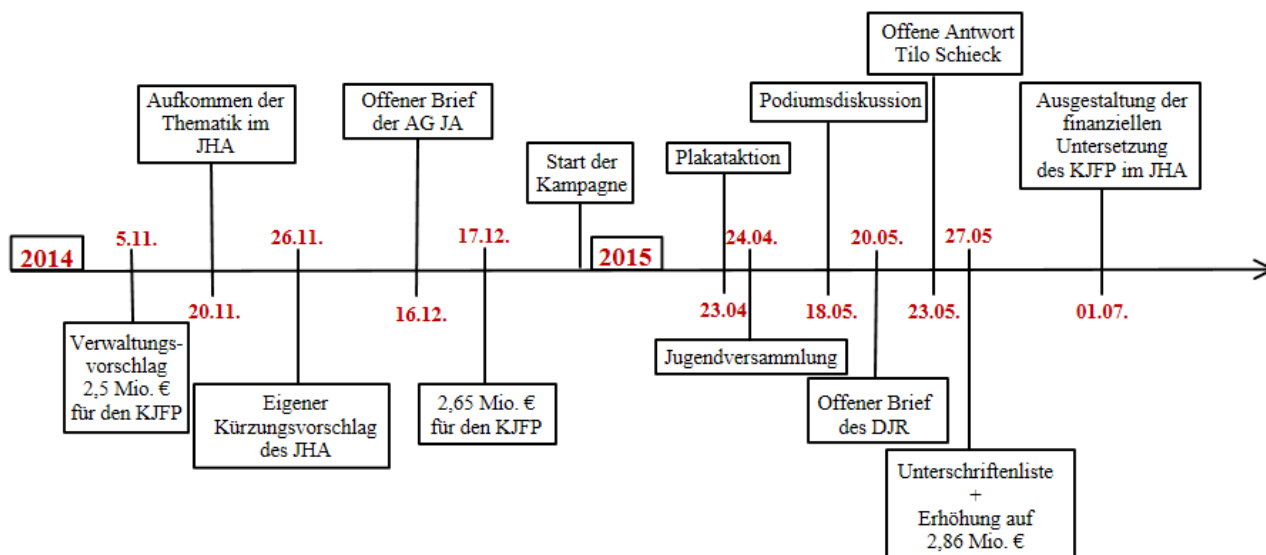 Offene Antwort
Tilo Schieck
Aufkommen der
Thematik im
JHA
Offener Brief
der AG JA
Podiumsdiskussion
Ausgestaltung der
finanziellen
Untersetzung
des KJFP im JHA
Start der
Kampagne
Plakataktion
2014
5.11.
26.11.
17.12.
2015
24.04.
20.05.
27.05
20.11.
16.12.
23.04
18.05.
23.05.
01.07.
Verwaltungs-
vorschlag
2,5 Mio. €
für den KJFP
Eigener
Kürzungsvorschlag
des JHA
2,65 Mio. €
für den KJFP
Jugendversammlung
Offener Brief
des DJR
Unterschriftenliste
+
Erhöhung auf
2,86 Mio. €